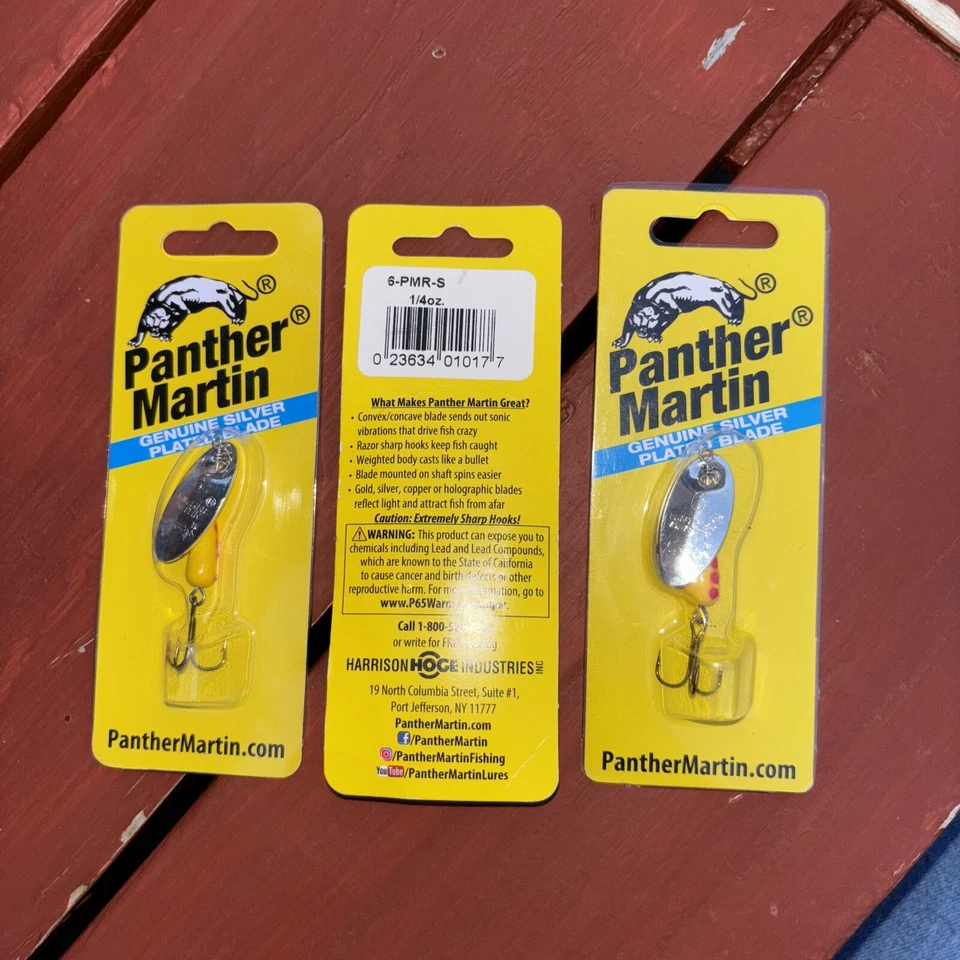 ®
Panther®
Martin
GENUINE SILVER
PLATED BLADE
PantherMartin.com
6-PMR-S
1/4oz.
0 23634 01017 7
What Makes Panther Martin Great?
• Convex/concave blade sends out sonic
vibrations that drive fish crazy
• Razor sharp hooks keep fish caught
• Weighted body casts like a bullet
• Blade mounted on shaft spins easier
• Gold, silver, copper or holographic blades
reflect light and attract fish from afar
Caution: Extremely Sharp Hooks!
⚠WARNING: This product can expose you to
chemicals including Lead and Lead Compounds,
which are known to the State of California
to cause cancer and birth defects or other
reproductive harm. For more information, go to
Call 1-800-
or write for
HARRISON HOGE INDUSTRIES INC
19 North Columbia Street, Suite #1,
Port Jefferson, NY 11777
PantherMartin.com
f/PantherMartin
/PantherMartinFishing
YouTube/PantherMartinLures
®
Panther®
Martin
GENUINE SILVER
PLATED BLADE
PantherMartin.com